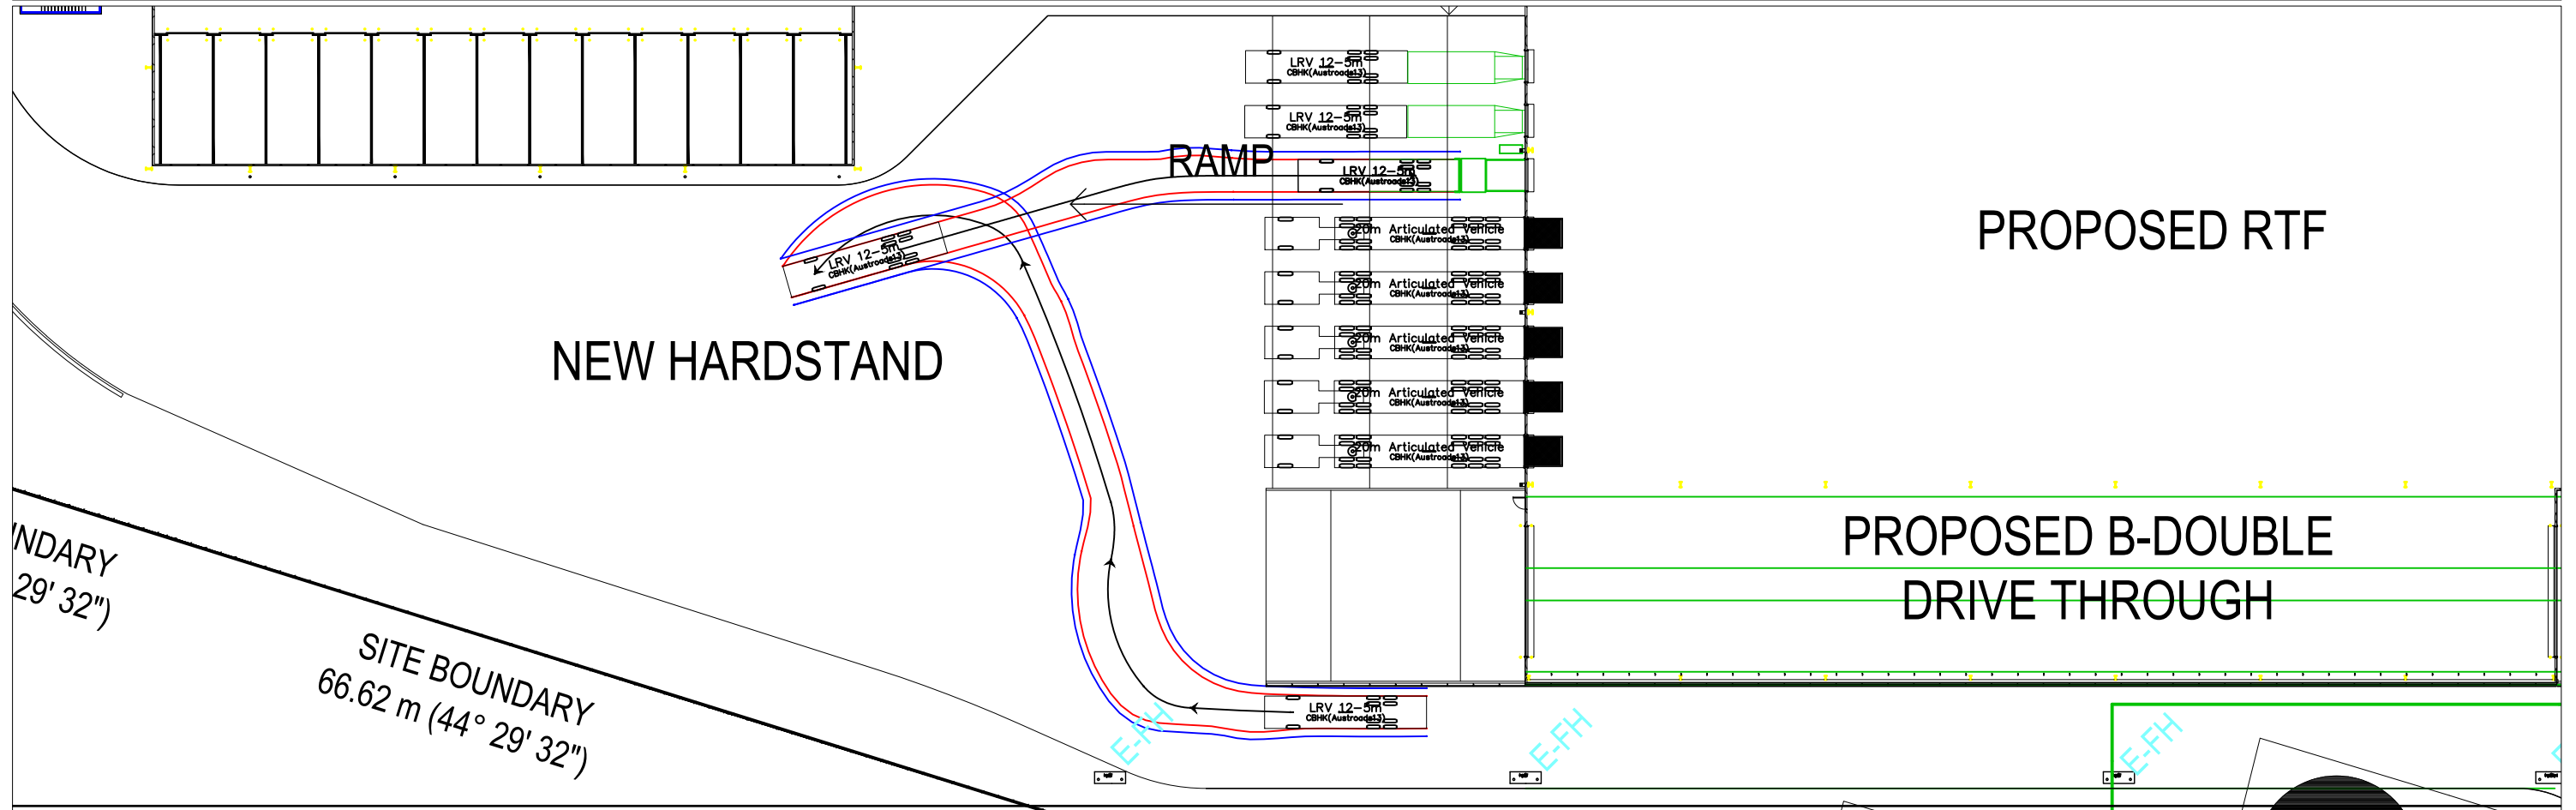 LRV 12-5m
CBHK(Austroads13)
LRV 12-5m
CBHK(Austroads13)
RAMP
LRV 12-5m
CBHK(Austroads13)
20m Articulated Vehicle
CBHK(Austroads13)
PROPOSED RTF
LRV 12-5m
CBHK(Austroads13)
20m Articulated Vehicle
CBHK(Austroads13)
20m Articulated Vehicle
CBHK(Austroads13)
NEW HARDSTAND
20m Articulated Vehicle
CBHK(Austroads13)
20m Articulated Vehicle
CBHK(Austroads13)
PROPOSED B-DOUBLE
DRIVE THROUGH
NDARY
29' 32")
SITE BOUNDARY
66.62 m (44° 29' 32")
LRV 12-5m
CBHK(Austroads13)
E-FH
E-FH
E-FH